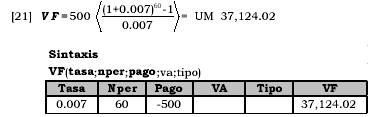 [21] VF=500 ⟨(1+0.007)^60-1 / 0.007⟩= UM 37,124.02
Sintaxis
VF(tasa;nper;pago;va;tipo)
Tasa Nper Pago VA Tipo VF
0.007 60 -500 37,124.02